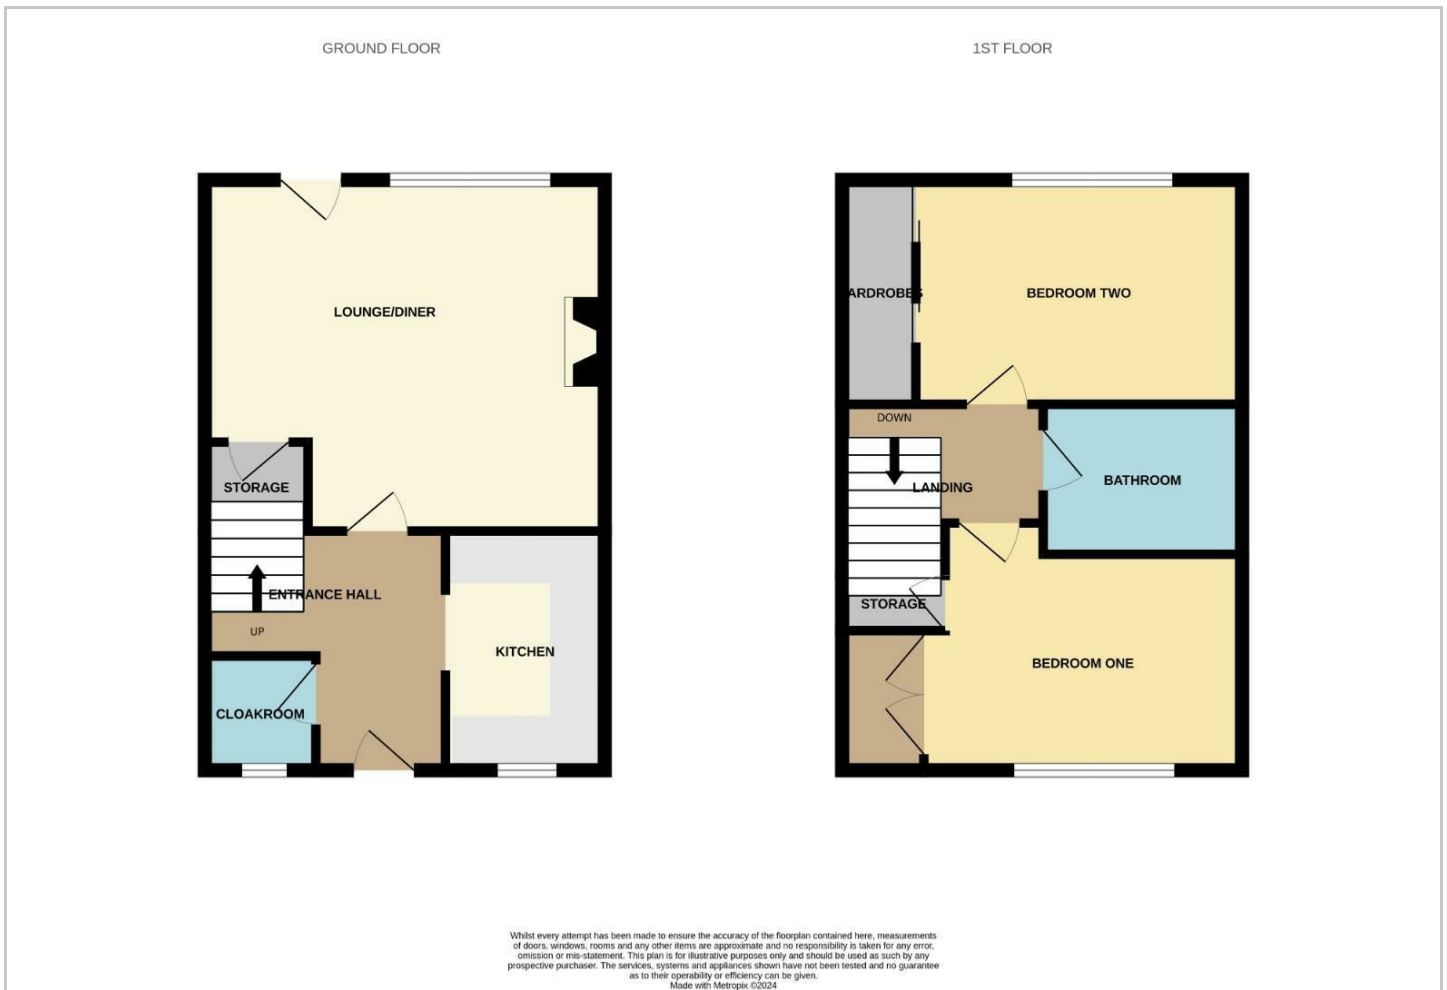 GROUND FLOOR
1ST FLOOR
LOUNGE/DINER
STORAGE
ENTRANCE HALL
UP
KITCHEN
CLOAKROOM
ARDROBES
BEDROOM TWO
DOWN
LANDING
BATHROOM
STORAGE
BEDROOM ONE
Whilst every attempt has been made to ensure the accuracy of the floorplan contained here, measurements
of doors, windows, rooms and any other items are approximate and no responsibility is taken for any error,
omission or mis-statement. This plan is for illustrative purposes only and should be used as such by any
prospective purchaser. The services, systems and appliances shown have not been tested and no guarantee
as to their operability or efficiency can be given.
Made with Metropix ©2024